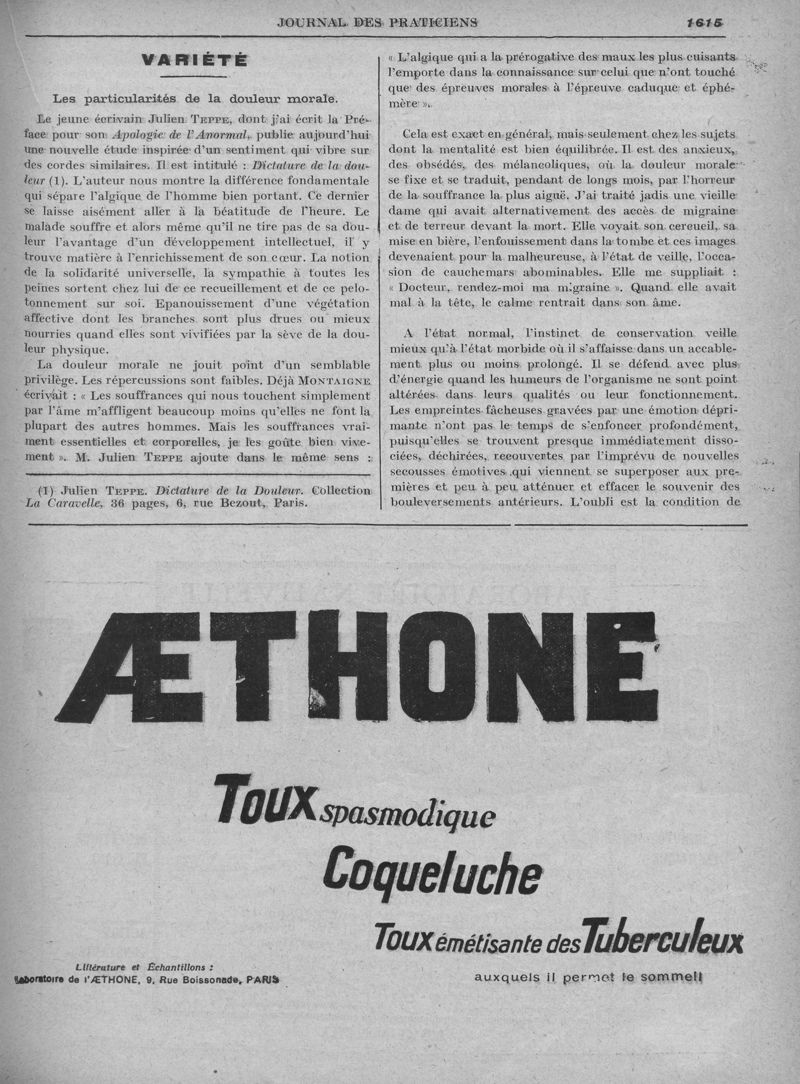 JOURNAL DES PRATICIENS 1615
VARIÉTÉ
Les particularités de la douleur morale.
Le jeune écrivain Julien TEPPE, dont j'ai écrit la Pré-
face pour son Apologie de l'Anormal, publie aujourd'hui
une nouvelle étude inspirée d'un sentiment qui vibre sur
des cordes similaires. Il est intitulé : Dictature de la dou-
leur (1). L'auteur nous montre la différence fondamentale
qui sépare l'algique de l'homme bien portant. Ce dernier
se laisse aisément aller à la béatitude de l'heure. Le
malade souffre et alors même qu'il ne tire pas de sa dou-
leur l'avantage d'un développement intellectuel, il y
trouve matière à l'enrichissement de son cœur. La notion
de la solidarité universelle, la sympathie à toutes les
peines sortent chez lui de ce recueillement et de ce pelo-
tonnement sur soi. Epanouissement d'une végétation
affective dont les branches sont plus drues ou mieux
nourries quand elles sont vivifiées par la sève de la dou-
leur physique.
La douleur morale ne jouit point d'un semblable
privilège. Les répercussions sont faibles. Déjà MONTAIGNE
écrivait : « Les souffrances qui nous touchent simplement
par l'âme m'affligent beaucoup moins qu'elles ne font la
plupart des autres hommes. Mais les souffrances vrai-
ment essentielles et corporelles, je les goûte bien vive-
ment ». M. Julien TEPPE ajoute dans le même sens :
(1) Julien TEPPE. Dictature de la Douleur. Collection
La Caravelle, 36 pages, 6, rue Bezout, Paris.
« L'algique qui a la prérogative des maux les plus cuisants
l'emporte dans la connaissance sur celui que n'ont touché
que des épreuves morales à l'épreuve caduque et éphé-
mère ».
Cela est exact en général, mais seulement chez les sujets
dont la mentalité est bien équilibrée. Il est des anxieux,
des obsédés, des mélancoliques, où la douleur morale
se fixe et se traduit, pendant de longs mois, par l'horreur
de la souffrance la plus aiguë. J'ai traité jadis une vieille
dame qui avait alternativement des accès de migraine
et de terreur devant la mort. Elle voyait son cercueil, sa
mise en bière, l'enfouissement dans la tombe et ces images
devenaient pour la malheureuse, à l'état de veille, l'occa-
sion de cauchemars abominables. Elle me suppliait :
« Docteur, rendez-moi ma migraine ». Quand elle avait
mal à la tête, le calme rentrait dans son âme.
A l'état normal, l'instinct de conservation veille
mieux qu'à l'état morbide où il s'affaisse dans un accable-
ment plus ou moins prolongé. Il se défend avec plus
d'énergie quand les humeurs de l'organisme ne sont point
altérées dans leurs qualités ou leur fonctionnement.
Les empreintes fâcheuses gravées par une émotion dépri-
mante n'ont pas le temps de s'enfoncer profondément,
puisqu'elles se trouvent presque immédiatement disso-
ciées, déchirées, recouvertes par l'imprévu de nouvelles
secousses émotives qui viennent se superposer aux pre-
mières et peu à peu atténuer et effacer le souvenir des
bouleversements antérieurs. L'oubli est la condition de
ÆTHONE
Toux spasmodique
Coqueluche
Toux émétisante des Tuberculeux
auxquels il permet le sommeil
Littérature et Échantillons :
Laboratoire de l'ÆTHONE, 9, Rue Boissonade, PARIS